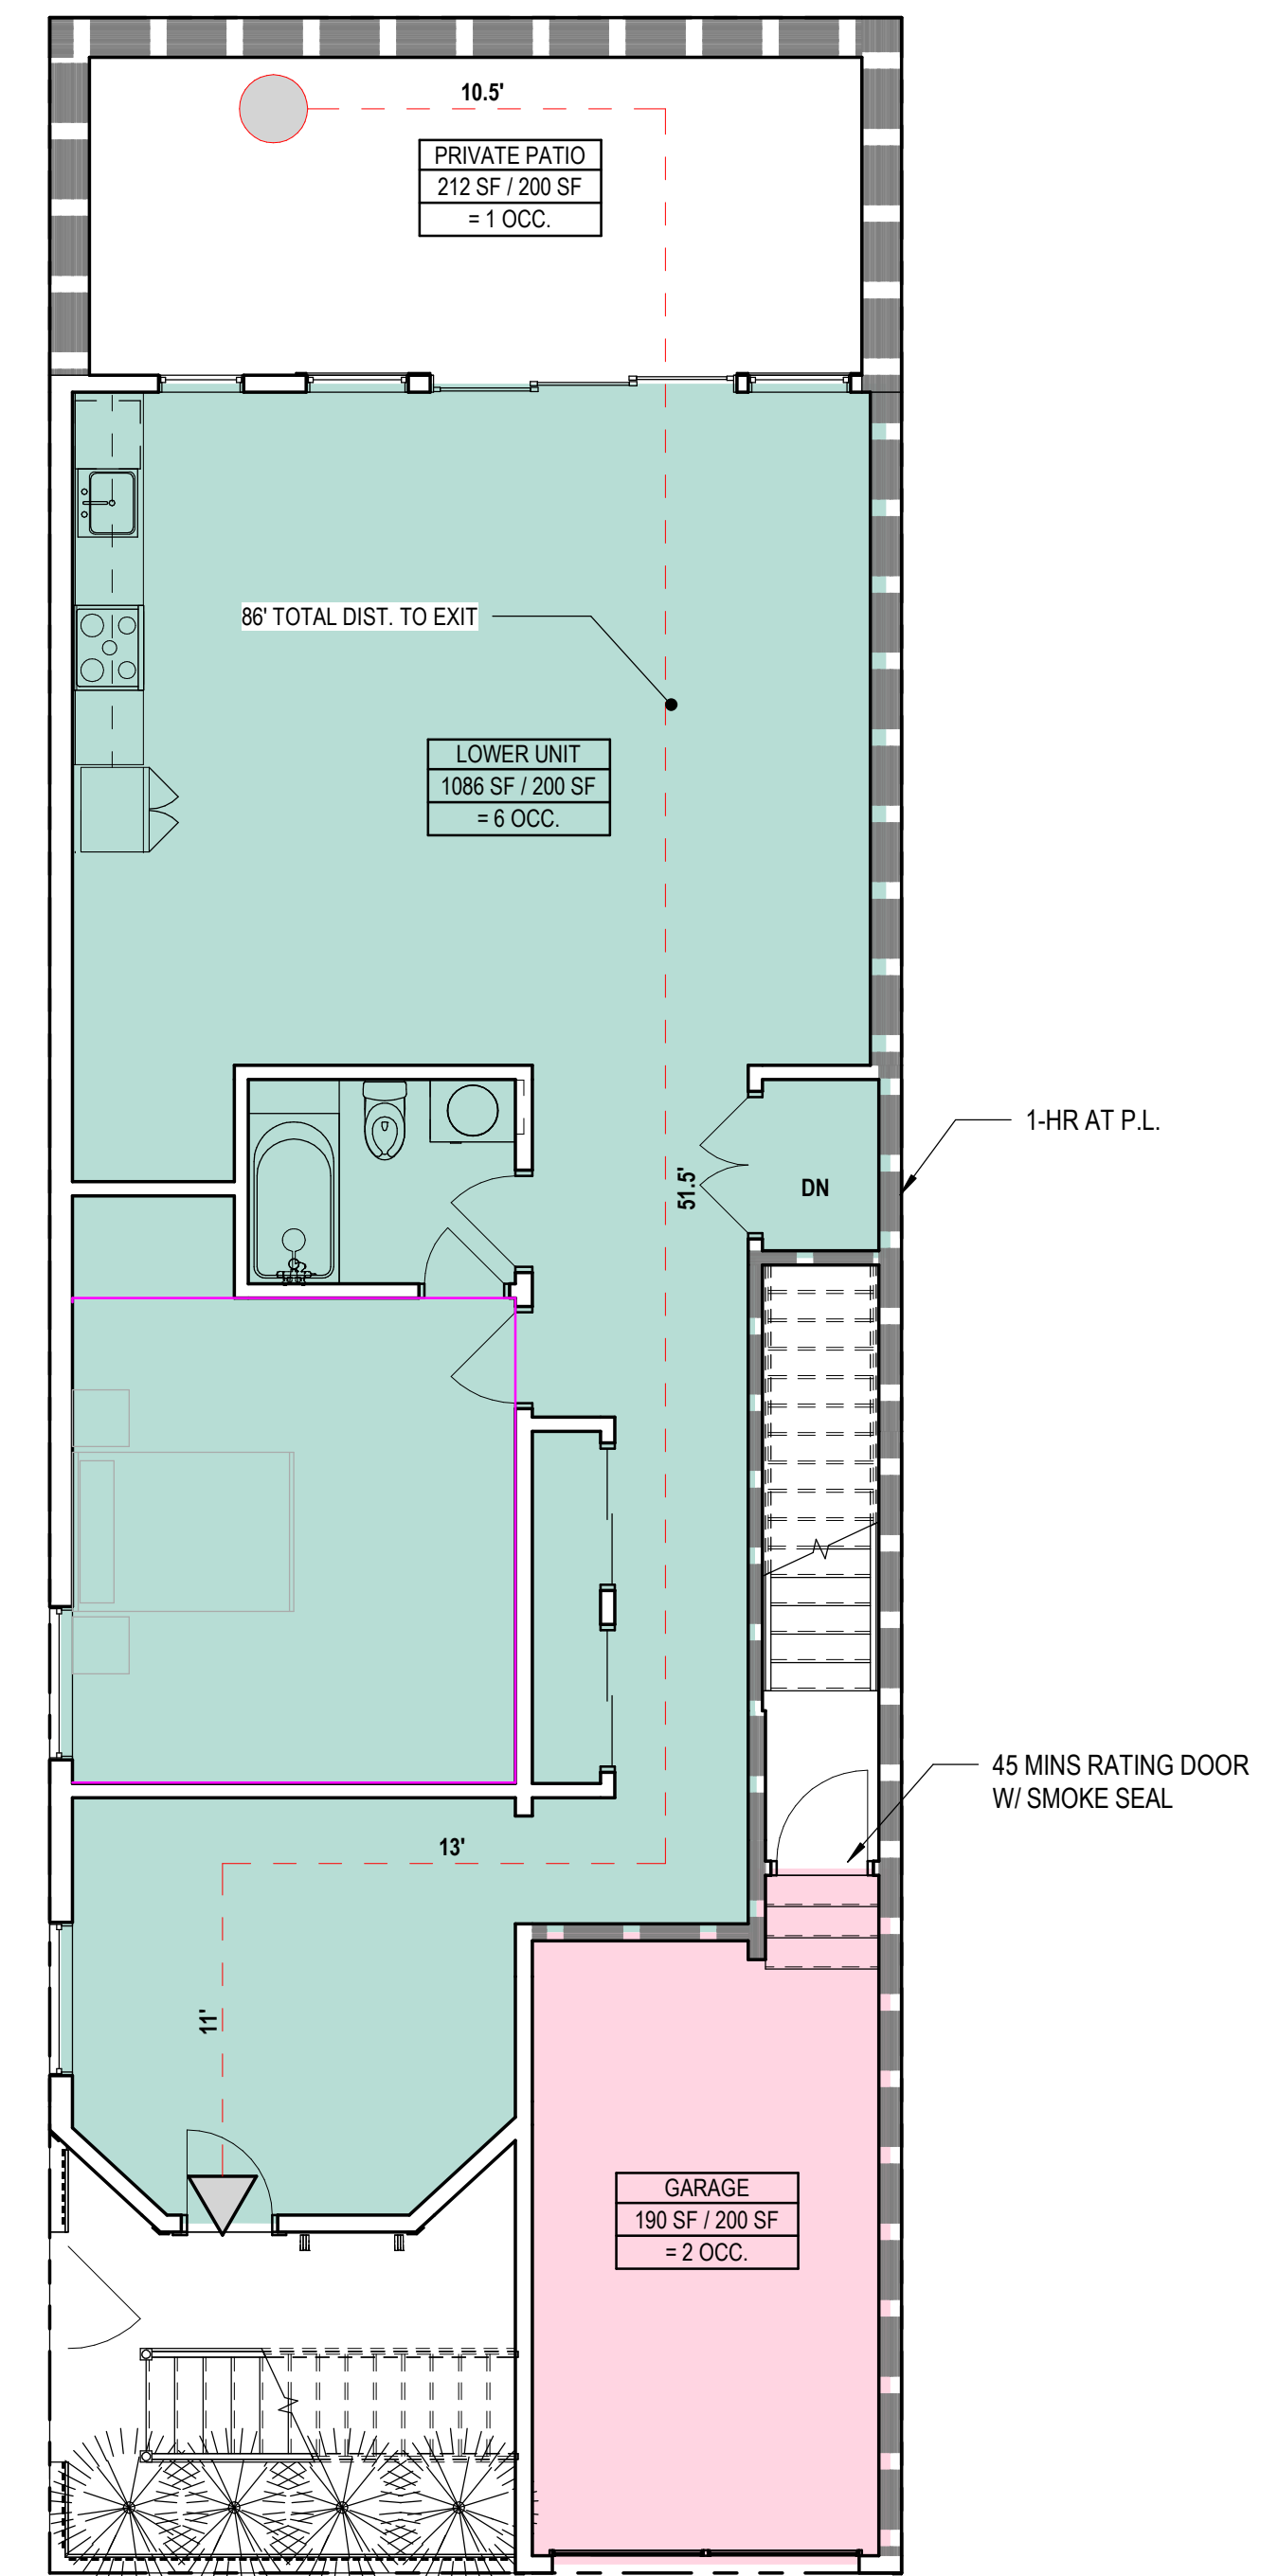 10.5'
PRIVATE PATIO
212 SF / 200 SF
= 1 OCC.
86' TOTAL DIST. TO EXIT
LOWER UNIT
1086 SF / 200 SF
= 6 OCC.
1-HR AT P.L.
51.5'
DN
45 MINS RATING DOOR
W/ SMOKE SEAL
13'
11'
GARAGE
190 SF / 200 SF
= 2 OCC.